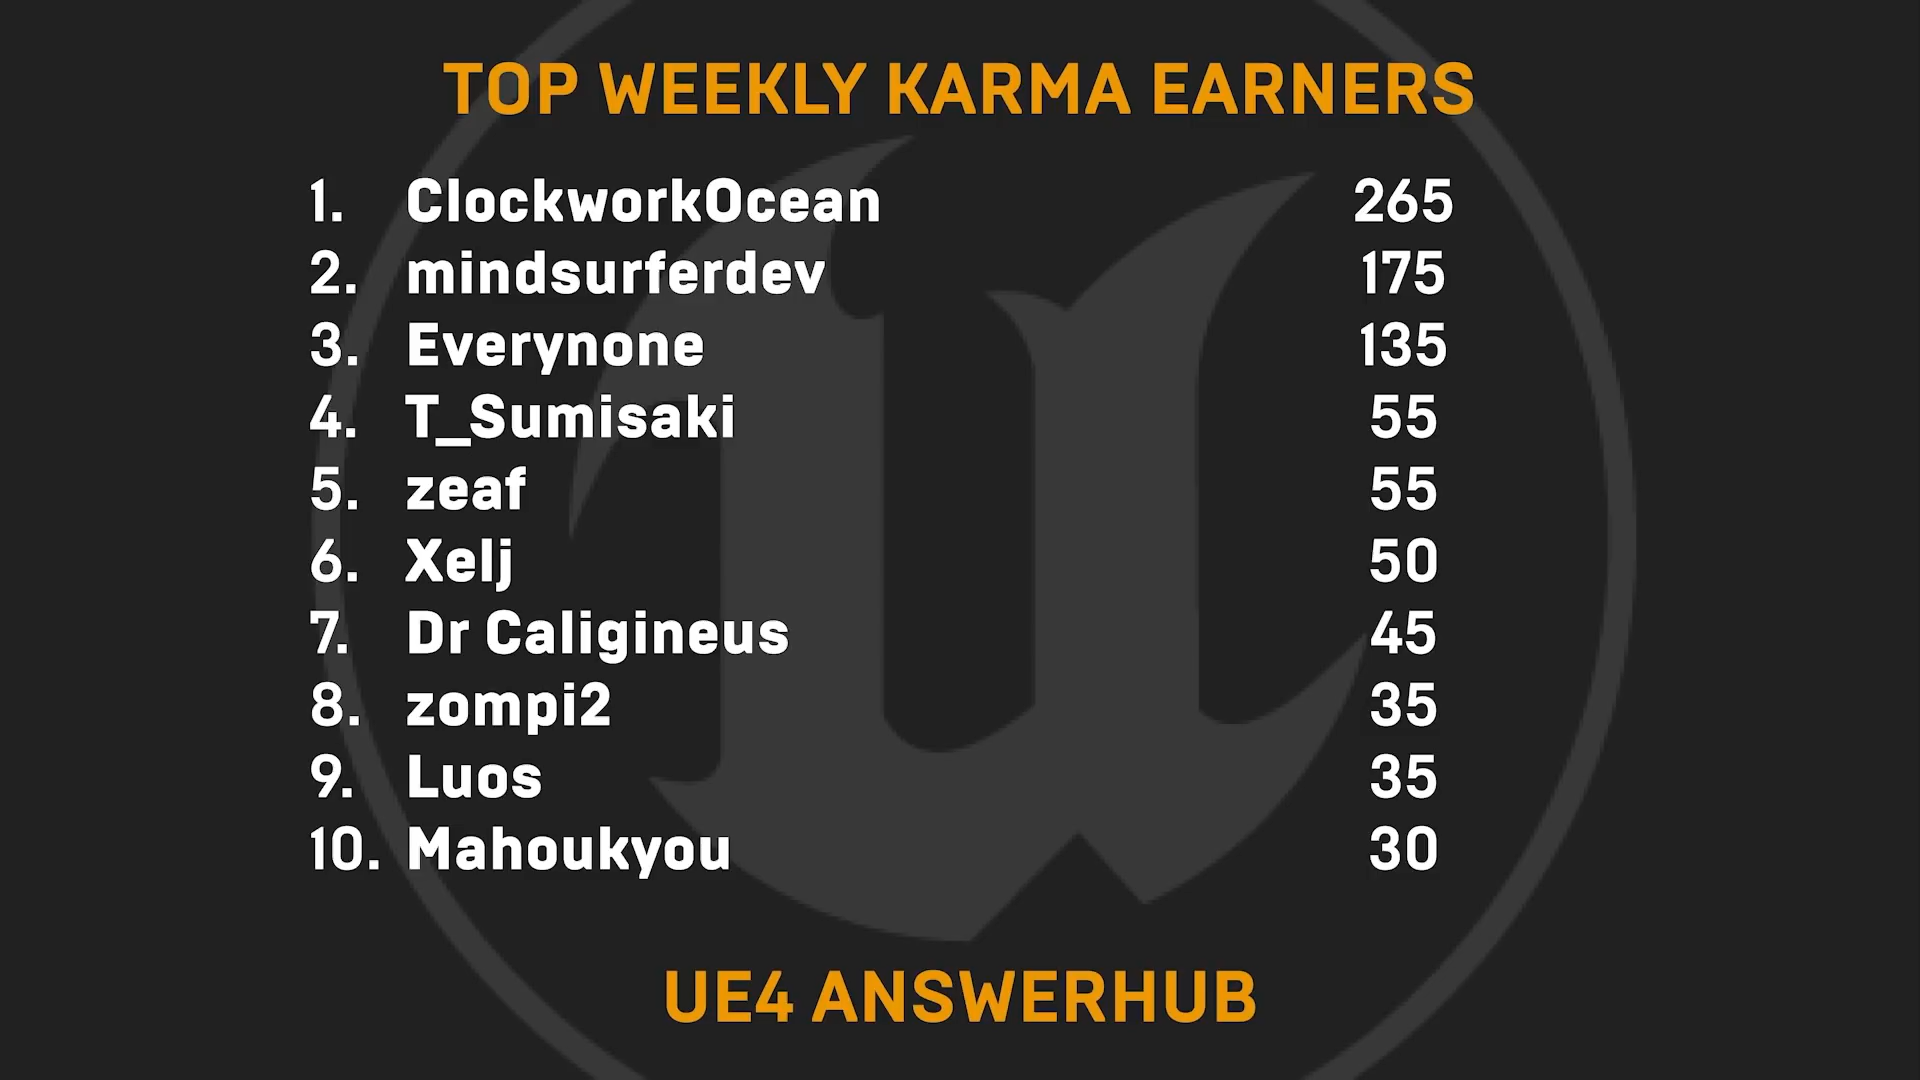 TOP WEEKLY KARMA EARNERS
1. ClockworkOcean 265
2. mindsurferdev 175
3. Everynone 135
4. T_Sumisaki 55
5. zeaf 55
6. Xelj 50
7. Dr Caligineus 45
8. zompi2 35
9. Luos 35
10. Mahoukyou 30
UE4 ANSWERHUB